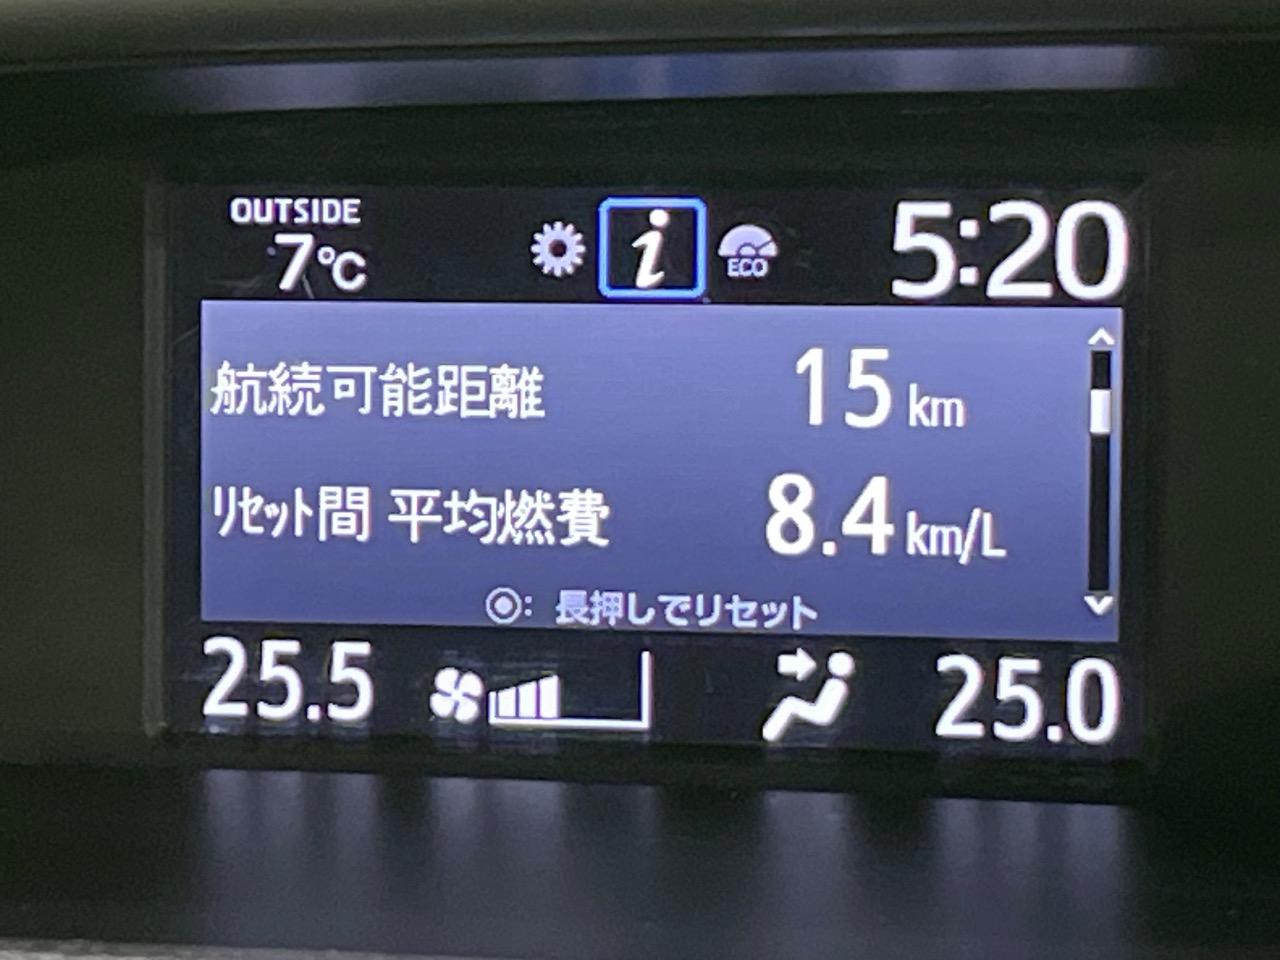 OUTSIDE
7℃
i
ECO
5:20
航続可能距離 15 km
リセット間 平均燃費 8.4 km/L
◎: 長押しでリセット
25.5
25.0